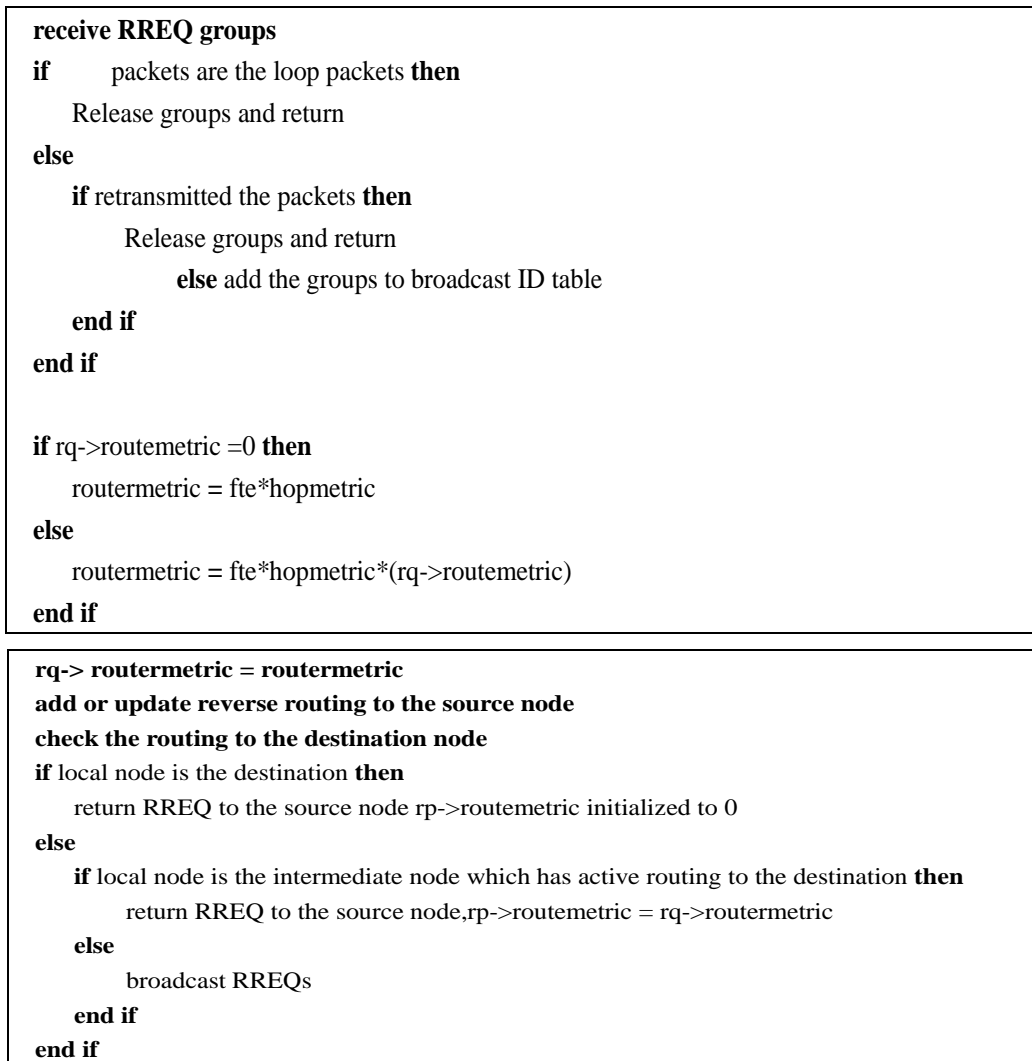 receive RREQ groups
if packets are the loop packets then
Release groups and return
else
if retransmitted the packets then
Release groups and return
else add the groups to broadcast ID table
end if
end if
if rq->routemetric =0 then
routermetric = fte*hopmetric
else
routermetric = fte*hopmetric*(rq->routemetric)
end if
rq-> routermetric = routermetric
add or update reverse routing to the source node
check the routing to the destination node
if local node is the destination then
return RREQ to the source node rp->routemetric initialized to 0
else
if local node is the intermediate node which has active routing to the destination then
return RREQ to the source node,rp->routemetric = rq->routermetric
else
broadcast RREQs
end if
end if